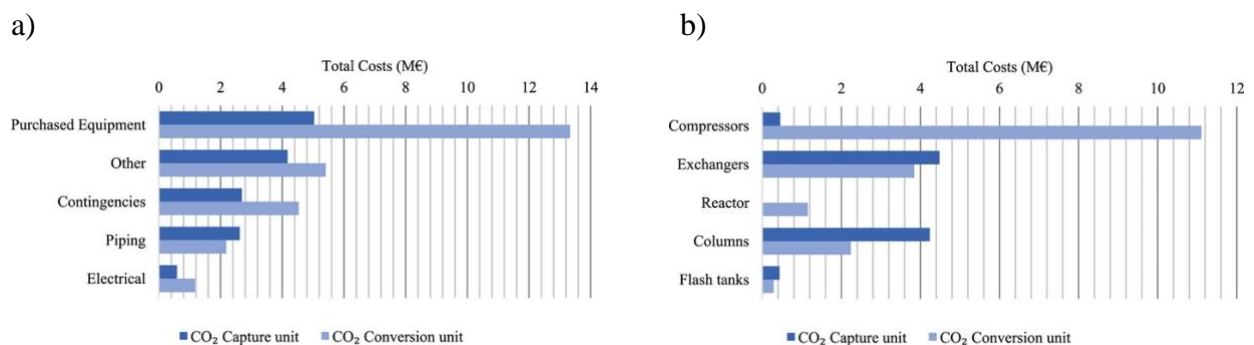 a)
Total Costs (M€)
0 2 4 6 8 10 12 14
Purchased Equipment
Other
Contingencies
Piping
Electrical
CO₂ Capture unit CO₂ Conversion unit
b)
Total Costs (M€)
0 2 4 6 8 10 12
Compressors
Exchangers
Reactor
Columns
Flash tanks
CO₂ Capture unit CO₂ Conversion unit